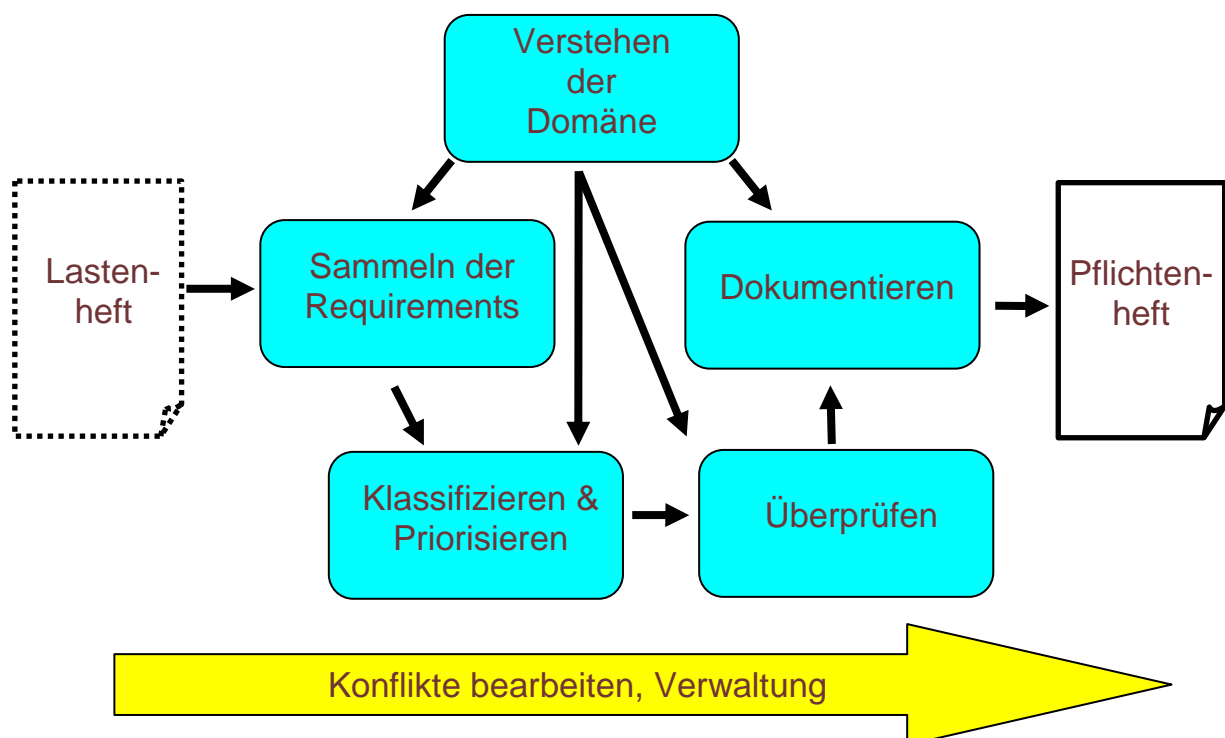 Verstehen
der
Domäne
Lasten-
heft
Sammeln der
Requirements
Dokumentieren
Pflichten-
heft
Klassifizieren &
Priorisieren
Überprüfen
Konflikte bearbeiten, Verwaltung